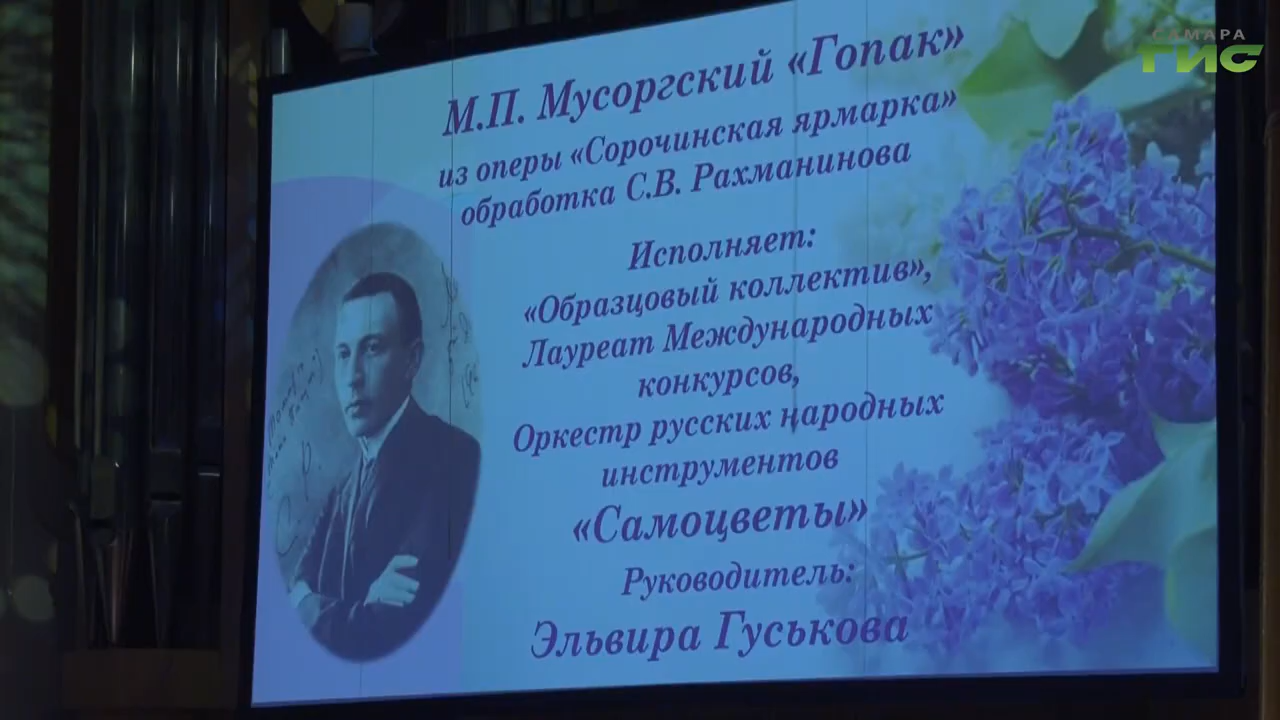 САМАРА
ГИС
М.П. Мусоргский «Гопак»
из оперы «Сорочинская ярмарка»
обработка С.В. Рахманинова
Исполняет:
«Образцовый коллектив»,
Лауреат Международных
конкурсов,
Оркестр русских народных
инструментов
«Самоцветы»
Руководитель:
Эльвира Гуськова